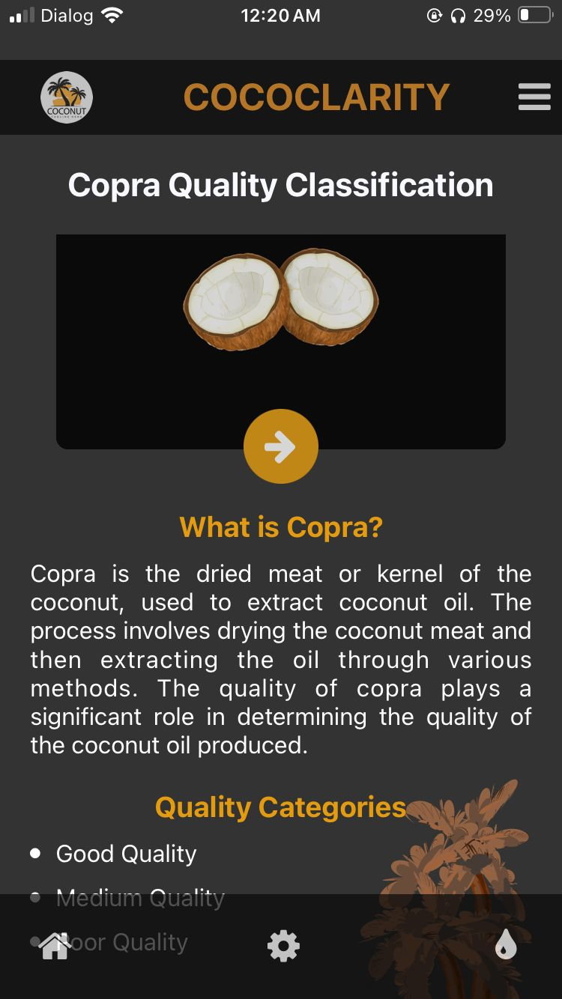 Dialog 12:20 AM 29%
COCONUT
COCOCLARITY
Copra Quality Classification
What is Copra?
Copra is the dried meat or kernel of the
coconut, used to extract coconut oil. The
process involves drying the coconut meat and
then extracting the oil through various
methods. The quality of copra plays a
significant role in determining the quality of
the coconut oil produced.
Quality Categories
Good Quality
Medium Quality
Poor Quality